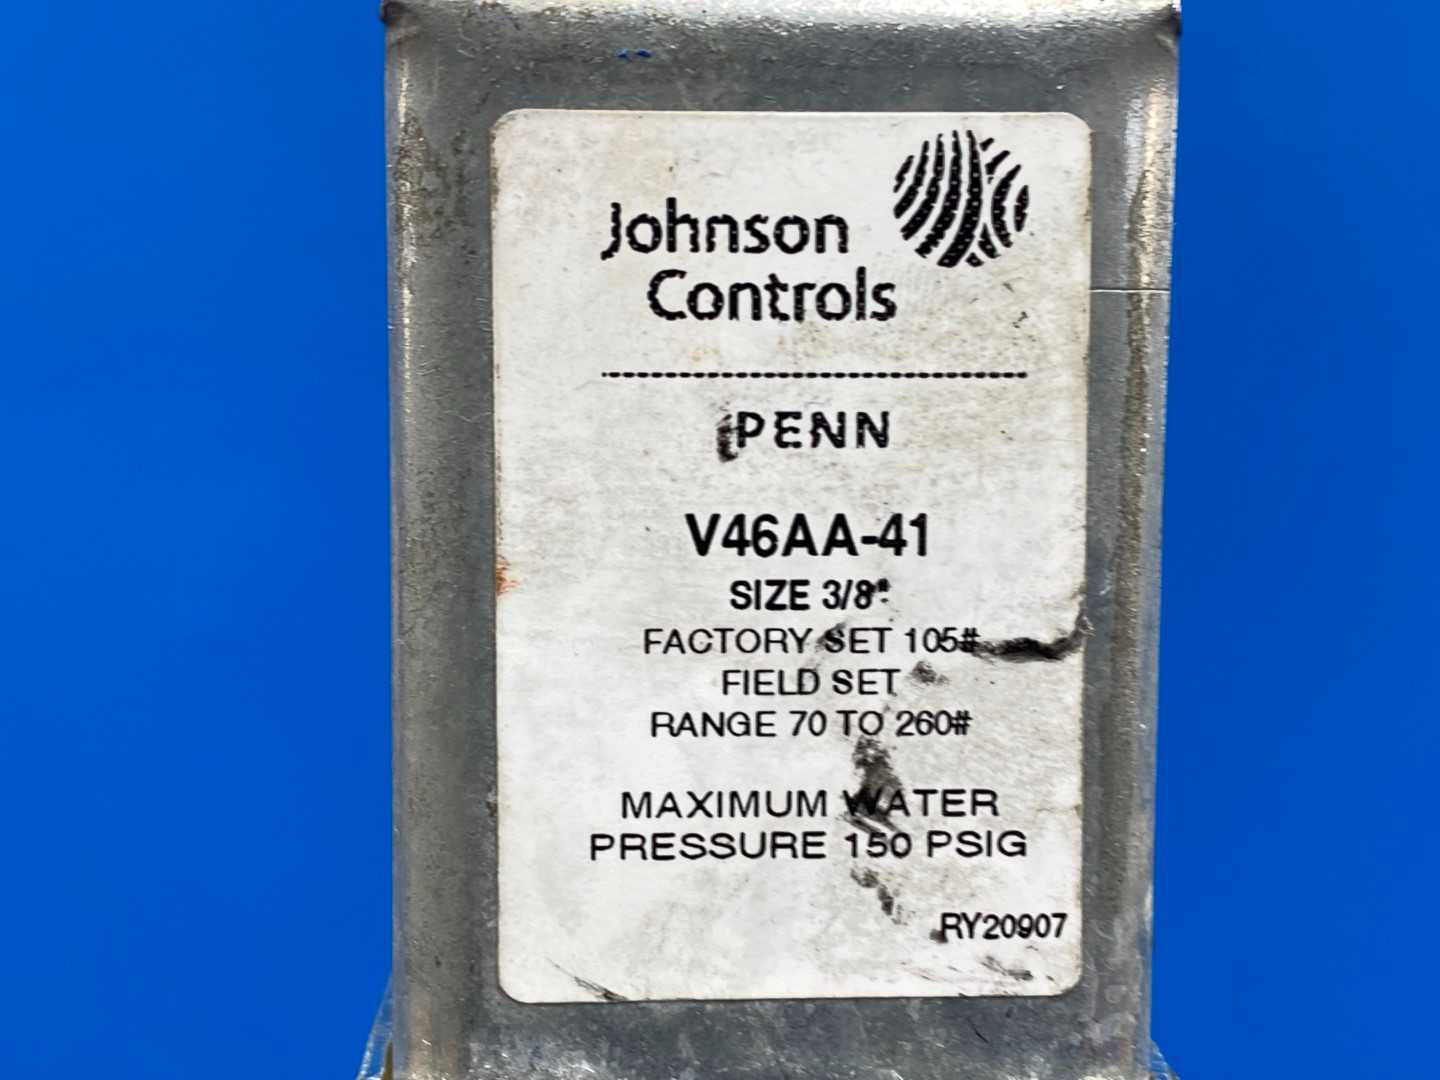 Johnson
Controls
PENN
V46AA-41
SIZE 3/8"
FACTORY SET 105#
FIELD SET
RANGE 70 TO 260#
MAXIMUM WATER
PRESSURE 150 PSIG
RY20907